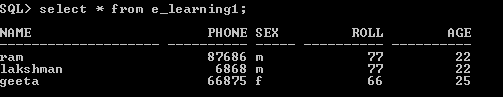 SQL> select * from e_learning1;
NAME PHONE SEX ROLL AGE
-------------------- ---------- ----- ---------- ----------
ram 87686 m 77 22
lakshman 6868 m 77 22
geeta 66875 f 66 25